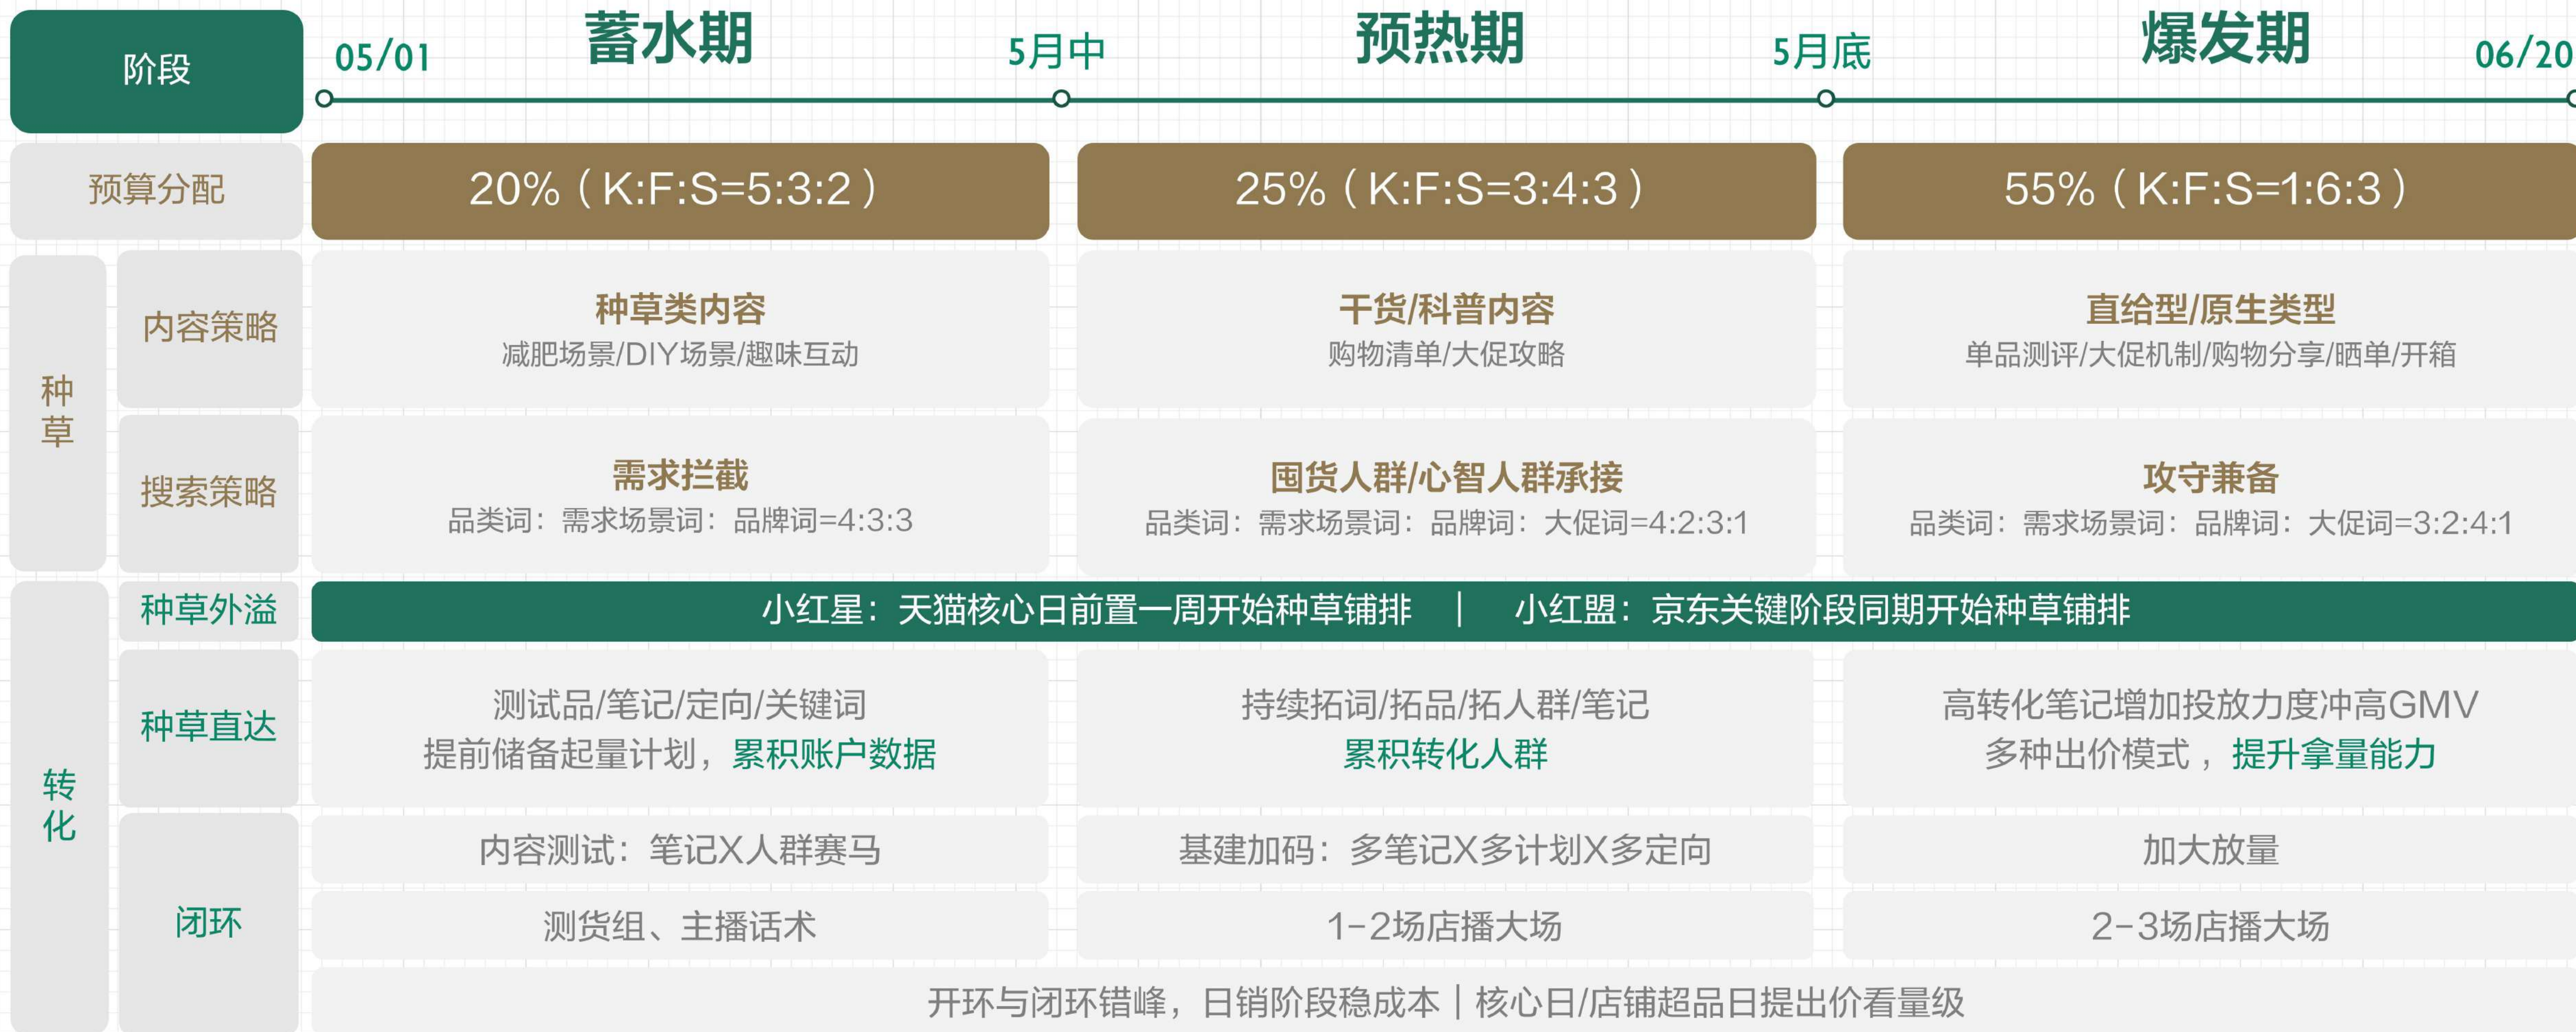 阶段
05/01
蓄水期
5月中
预热期
5月底
爆发期
06/20
预算分配
20%（K:F:S=5:3:2）
25%（K:F:S=3:4:3）
55%（K:F:S=1:6:3）
种草
内容策略
种草类内容
减肥场景/DIY场景/趣味互动
干货/科普内容
购物清单/大促攻略
直给型/原生类型
单品测评/大促机制/购物分享/晒单/开箱
搜索策略
需求拦截
品类词：需求场景词：品牌词=4:3:3
囤货人群/心智人群承接
品类词：需求场景词：品牌词：大促词=4:2:3:1
攻守兼备
品类词：需求场景词：品牌词：大促词=3:2:4:1
转化
种草外溢
小红星：天猫核心日前置一周开始种草铺排 | 小红盟：京东关键阶段同期开始种草铺排
种草直达
测试品/笔记/定向/关键词
提前储备起量计划，累积账户数据
持续拓词/拓品/拓人群/笔记
累积转化人群
高转化笔记增加投放力度冲高GMV
多种出价模式，提升拿量能力
闭环
内容测试：笔记X人群赛马
基建加码：多笔记X多计划X多定向
加大放量
测货组、主播话术
1-2场店播大场
2-3场店播大场
开环与闭环错峰，日销阶段稳成本 | 核心日/店铺超品日提出价看量级